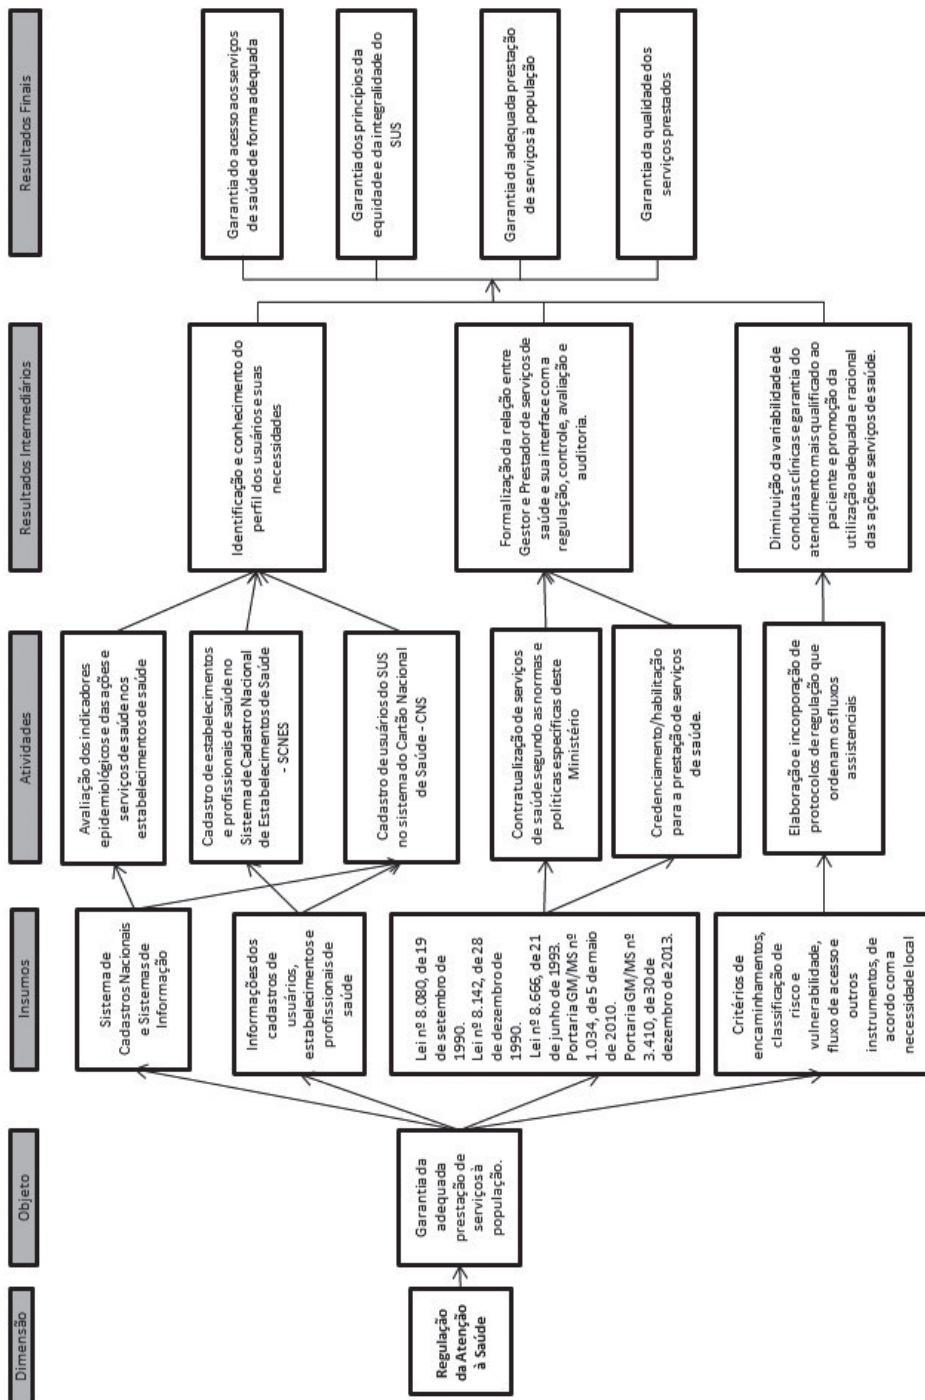 Dimensão
Regulação
da Atenção
à Saúde
Objeto
Garantia da
adequada
prestação de
serviços à
população.
Insumos
Sistema de
Cadastros Nacionais
e Sistemas de
Informação
Informações dos
cadastros de
usuários,
estabelecimentos e
profissionais de
saúde
Lei nº 8.080, de 19
de setembro de
1990.
Lei nº 8.142, de 28
de dezembro de
1990.
Lei nº 8.666, de 21
de junho de 1993.
Portaria GM/MS nº
1.034, de 5 de maio
de 2010.
Portaria GM/MS nº
3.410, de 30 de
dezembro de 2013.
Critérios de
encaminhamentos,
classificação de
risco e
vulnerabilidade,
fluxo de acesso e
outros
instrumentos, de
acordo com a
necessidade local
Atividades
Avaliação dos indicadores
epidemiológicos e das ações e
serviços de saúde nos
estabelecimentos de saúde
Cadastro de estabelecimentos
e profissionais de saúde no
Sistema de Cadastro Nacional
de Estabelecimentos de Saúde
- SCNES
Cadastro de usuários do SUS
no sistema do Cartão Nacional
de Saúde - CNS
Contratualização de serviços
de saúde segundo as normas e
políticas específicas deste
Ministério
Credenciamento/habilitação
para a prestação de serviços
de saúde.
Elaboração e incorporação de
protocolos de regulação que
ordenam os fluxos
assistenciais
Resultados Intermediários
Identificação e conhecimento do
perfil dos usuários e suas
necessidades
Formalização da relação entre
Gestor e Prestador de serviços de
saúde e sua interface com a
regulação, controle, avaliação e
auditoria.
Diminuição da variabilidade de
condutas clínicas e garantia do
atendimento mais qualificado ao
paciente e promoção da
utilização adequada e racional
das ações e serviços de saúde.
Resultados Finais
Garantia do acesso aos serviços
de saúde de forma adequada
Garantia dos princípios da
equidade e da integralidade do
SUS
Garantia da adequada prestação
de serviços à população
Garantia da qualidade dos
serviços prestados